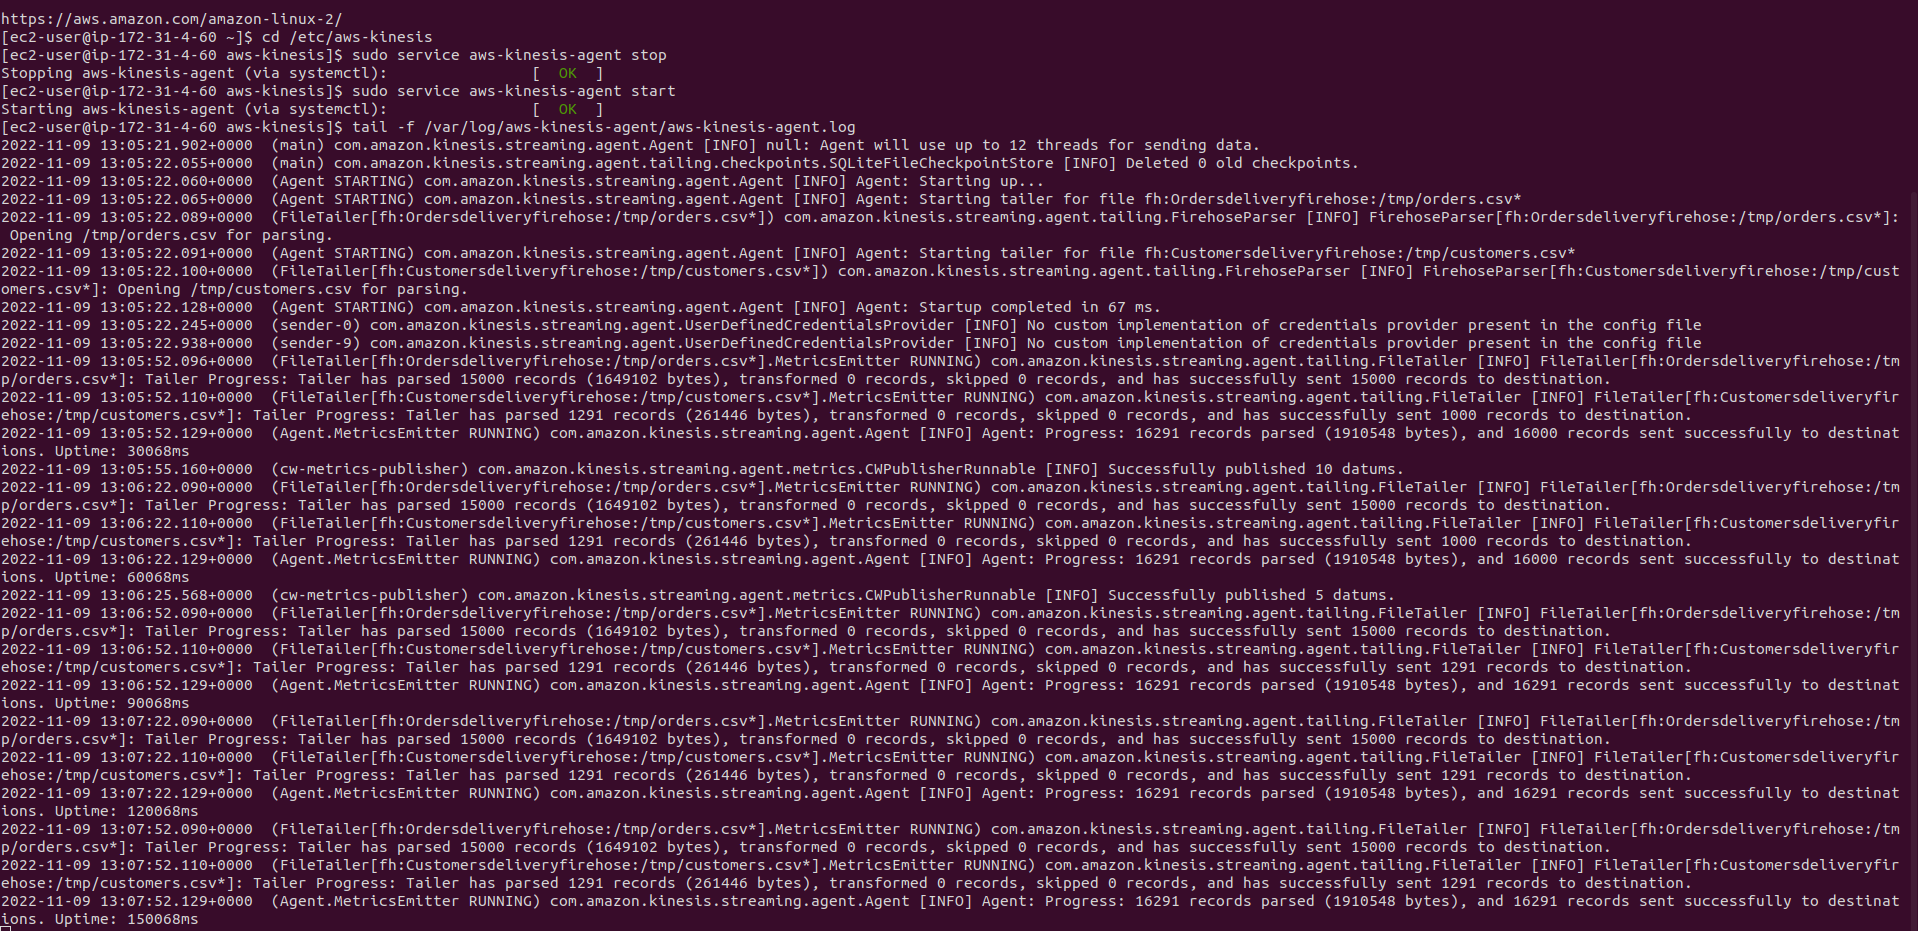 https://aws.amazon.com/amazon-linux-2/
[ec2-user@ip-172-31-4-60 ~]$ cd /etc/aws-kinesis
[ec2-user@ip-172-31-4-60 aws-kinesis]$ sudo service aws-kinesis-agent stop
Stopping aws-kinesis-agent (via systemctl):                [  OK  ]
[ec2-user@ip-172-31-4-60 aws-kinesis]$ sudo service aws-kinesis-agent start
Starting aws-kinesis-agent (via systemctl):                [  OK  ]
[ec2-user@ip-172-31-4-60 aws-kinesis]$ tail -f /var/log/aws-kinesis-agent/aws-kinesis-agent.log
2022-11-09 13:05:21.902+0000  (main) com.amazon.kinesis.streaming.agent.Agent [INFO] null: Agent will use up to 12 threads for sending data.
2022-11-09 13:05:22.055+0000  (main) com.amazon.kinesis.streaming.agent.tailing.checkpoints.SQLiteFileCheckpointStore [INFO] Deleted 0 old checkpoints.
2022-11-09 13:05:22.060+0000  (Agent STARTING) com.amazon.kinesis.streaming.agent.Agent [INFO] Agent: Starting up...
2022-11-09 13:05:22.065+0000  (Agent STARTING) com.amazon.kinesis.streaming.agent.Agent [INFO] Agent: Starting tailer for file fh:Ordersdeliveryfirehose:/tmp/orders.csv*
2022-11-09 13:05:22.089+0000  (FileTailer[fh:Ordersdeliveryfirehose:/tmp/orders.csv*]) com.amazon.kinesis.streaming.agent.tailing.FirehoseParser [INFO] FirehoseParser[fh:Ordersdeliveryfirehose:/tmp/orders.csv*]:
 Opening /tmp/orders.csv for parsing.
2022-11-09 13:05:22.091+0000  (Agent STARTING) com.amazon.kinesis.streaming.agent.Agent [INFO] Agent: Starting tailer for file fh:Customersdeliveryfirehose:/tmp/customers.csv*
2022-11-09 13:05:22.100+0000  (FileTailer[fh:Customersdeliveryfirehose:/tmp/customers.csv*]) com.amazon.kinesis.streaming.agent.tailing.FirehoseParser [INFO] FirehoseParser[fh:Customersdeliveryfirehose:/tmp/cust
omers.csv*]: Opening /tmp/customers.csv for parsing.
2022-11-09 13:05:22.128+0000  (Agent STARTING) com.amazon.kinesis.streaming.agent.Agent [INFO] Agent: Startup completed in 67 ms.
2022-11-09 13:05:22.245+0000  (sender-0) com.amazon.kinesis.streaming.agent.UserDefinedCredentialsProvider [INFO] No custom implementation of credentials provider present in the config file
2022-11-09 13:05:22.938+0000  (sender-9) com.amazon.kinesis.streaming.agent.UserDefinedCredentialsProvider [INFO] No custom implementation of credentials provider present in the config file
2022-11-09 13:05:52.096+0000  (FileTailer[fh:Ordersdeliveryfirehose:/tmp/orders.csv*].MetricsEmitter RUNNING) com.amazon.kinesis.streaming.agent.tailing.FileTailer [INFO] FileTailer[fh:Ordersdeliveryfirehose:/tm
p/orders.csv*]: Tailer Progress: Tailer has parsed 15000 records (1649102 bytes), transformed 0 records, skipped 0 records, and has successfully sent 15000 records to destination.
2022-11-09 13:05:52.110+0000  (FileTailer[fh:Customersdeliveryfirehose:/tmp/customers.csv*].MetricsEmitter RUNNING) com.amazon.kinesis.streaming.agent.tailing.FileTailer [INFO] FileTailer[fh:Customersdeliveryfir
ehose:/tmp/customers.csv*]: Tailer Progress: Tailer has parsed 1291 records (261446 bytes), transformed 0 records, skipped 0 records, and has successfully sent 1000 records to destination.
2022-11-09 13:05:52.129+0000  (Agent.MetricsEmitter RUNNING) com.amazon.kinesis.streaming.agent.Agent [INFO] Agent: Progress: 16291 records parsed (1910548 bytes), and 16000 records sent successfully to destinat
ions. Uptime: 30068ms
2022-11-09 13:05:55.160+0000  (cw-metrics-publisher) com.amazon.kinesis.streaming.agent.metrics.CWPublisherRunnable [INFO] Successfully published 10 datums.
2022-11-09 13:06:22.090+0000  (FileTailer[fh:Ordersdeliveryfirehose:/tmp/orders.csv*].MetricsEmitter RUNNING) com.amazon.kinesis.streaming.agent.tailing.FileTailer [INFO] FileTailer[fh:Ordersdeliveryfirehose:/tm
p/orders.csv*]: Tailer Progress: Tailer has parsed 15000 records (1649102 bytes), transformed 0 records, skipped 0 records, and has successfully sent 15000 records to destination.
2022-11-09 13:06:22.110+0000  (FileTailer[fh:Customersdeliveryfirehose:/tmp/customers.csv*].MetricsEmitter RUNNING) com.amazon.kinesis.streaming.agent.tailing.FileTailer [INFO] FileTailer[fh:Customersdeliveryfir
ehose:/tmp/customers.csv*]: Tailer Progress: Tailer has parsed 1291 records (261446 bytes), transformed 0 records, skipped 0 records, and has successfully sent 1000 records to destination.
2022-11-09 13:06:22.129+0000  (Agent.MetricsEmitter RUNNING) com.amazon.kinesis.streaming.agent.Agent [INFO] Agent: Progress: 16291 records parsed (1910548 bytes), and 16000 records sent successfully to destinat
ions. Uptime: 60068ms
2022-11-09 13:06:25.568+0000  (cw-metrics-publisher) com.amazon.kinesis.streaming.agent.metrics.CWPublisherRunnable [INFO] Successfully published 5 datums.
2022-11-09 13:06:52.090+0000  (FileTailer[fh:Ordersdeliveryfirehose:/tmp/orders.csv*].MetricsEmitter RUNNING) com.amazon.kinesis.streaming.agent.tailing.FileTailer [INFO] FileTailer[fh:Ordersdeliveryfirehose:/tm
p/orders.csv*]: Tailer Progress: Tailer has parsed 15000 records (1649102 bytes), transformed 0 records, skipped 0 records, and has successfully sent 15000 records to destination.
2022-11-09 13:06:52.110+0000  (FileTailer[fh:Customersdeliveryfirehose:/tmp/customers.csv*].MetricsEmitter RUNNING) com.amazon.kinesis.streaming.agent.tailing.FileTailer [INFO] FileTailer[fh:Customersdeliveryfir
ehose:/tmp/customers.csv*]: Tailer Progress: Tailer has parsed 1291 records (261446 bytes), transformed 0 records, skipped 0 records, and has successfully sent 1291 records to destination.
2022-11-09 13:06:52.129+0000  (Agent.MetricsEmitter RUNNING) com.amazon.kinesis.streaming.agent.Agent [INFO] Agent: Progress: 16291 records parsed (1910548 bytes), and 16291 records sent successfully to destinat
ions. Uptime: 90068ms
2022-11-09 13:07:22.090+0000  (FileTailer[fh:Ordersdeliveryfirehose:/tmp/orders.csv*].MetricsEmitter RUNNING) com.amazon.kinesis.streaming.agent.tailing.FileTailer [INFO] FileTailer[fh:Ordersdeliveryfirehose:/tm
p/orders.csv*]: Tailer Progress: Tailer has parsed 15000 records (1649102 bytes), transformed 0 records, skipped 0 records, and has successfully sent 15000 records to destination.
2022-11-09 13:07:22.110+0000  (FileTailer[fh:Customersdeliveryfirehose:/tmp/customers.csv*].MetricsEmitter RUNNING) com.amazon.kinesis.streaming.agent.tailing.FileTailer [INFO] FileTailer[fh:Customersdeliveryfir
ehose:/tmp/customers.csv*]: Tailer Progress: Tailer has parsed 1291 records (261446 bytes), transformed 0 records, skipped 0 records, and has successfully sent 1291 records to destination.
2022-11-09 13:07:22.129+0000  (Agent.MetricsEmitter RUNNING) com.amazon.kinesis.streaming.agent.Agent [INFO] Agent: Progress: 16291 records parsed (1910548 bytes), and 16291 records sent successfully to destinat
ions. Uptime: 120068ms
2022-11-09 13:07:52.090+0000  (FileTailer[fh:Ordersdeliveryfirehose:/tmp/orders.csv*].MetricsEmitter RUNNING) com.amazon.kinesis.streaming.agent.tailing.FileTailer [INFO] FileTailer[fh:Ordersdeliveryfirehose:/tm
p/orders.csv*]: Tailer Progress: Tailer has parsed 15000 records (1649102 bytes), transformed 0 records, skipped 0 records, and has successfully sent 15000 records to destination.
2022-11-09 13:07:52.110+0000  (FileTailer[fh:Customersdeliveryfirehose:/tmp/customers.csv*].MetricsEmitter RUNNING) com.amazon.kinesis.streaming.agent.tailing.FileTailer [INFO] FileTailer[fh:Customersdeliveryfir
ehose:/tmp/customers.csv*]: Tailer Progress: Tailer has parsed 1291 records (261446 bytes), transformed 0 records, skipped 0 records, and has successfully sent 1291 records to destination.
2022-11-09 13:07:52.129+0000  (Agent.MetricsEmitter RUNNING) com.amazon.kinesis.streaming.agent.Agent [INFO] Agent: Progress: 16291 records parsed (1910548 bytes), and 16291 records sent successfully to destinat
ions. Uptime: 150068ms